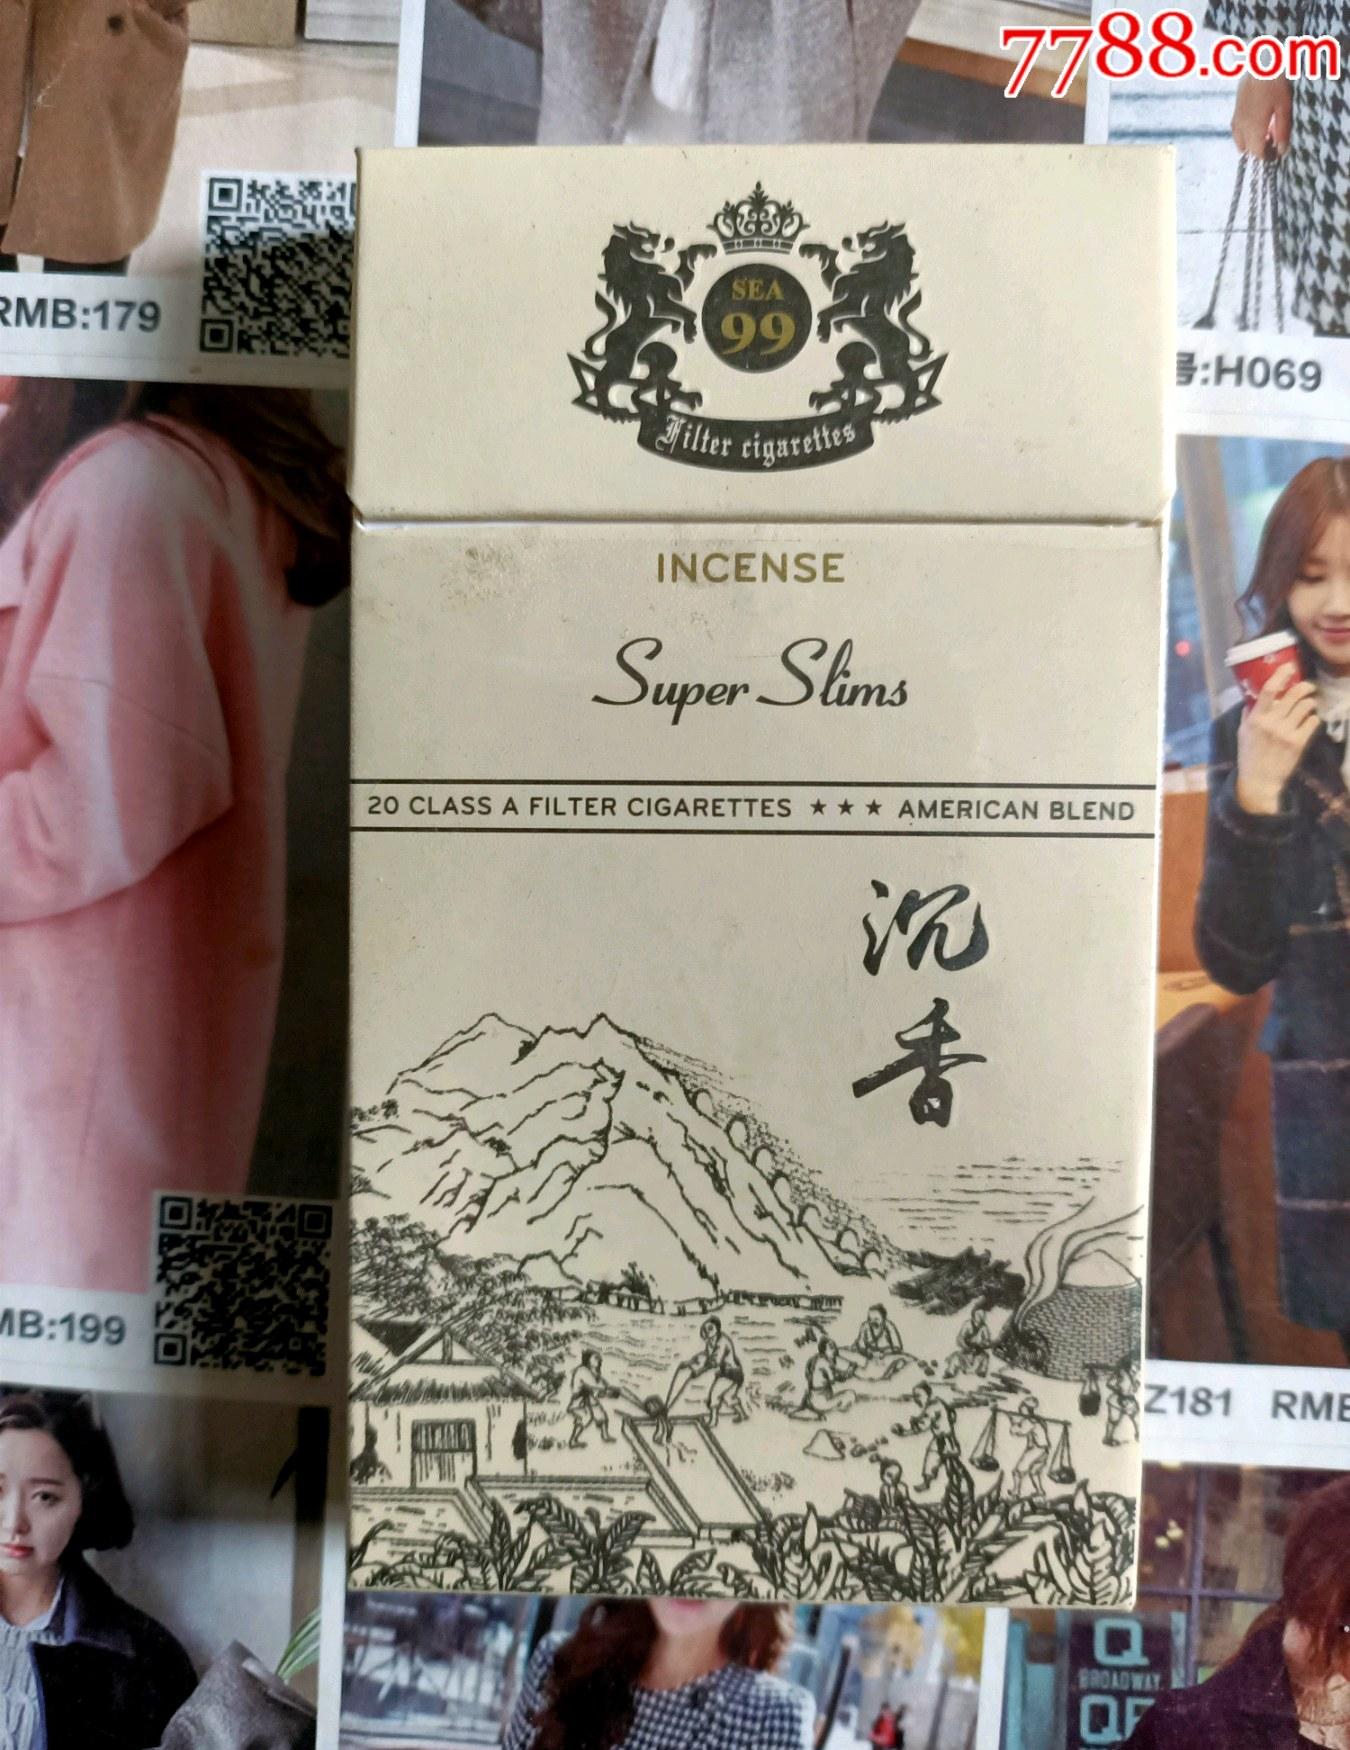 7788.com
RMB:179
号:H069
SEA
99
Filter cigarettes
INCENSE
Super Slims
20 CLASS A FILTER CIGARETTES ★★★ AMERICAN BLEND
沉
香
MB:199
Z181 RMB
Q
BROADWAY